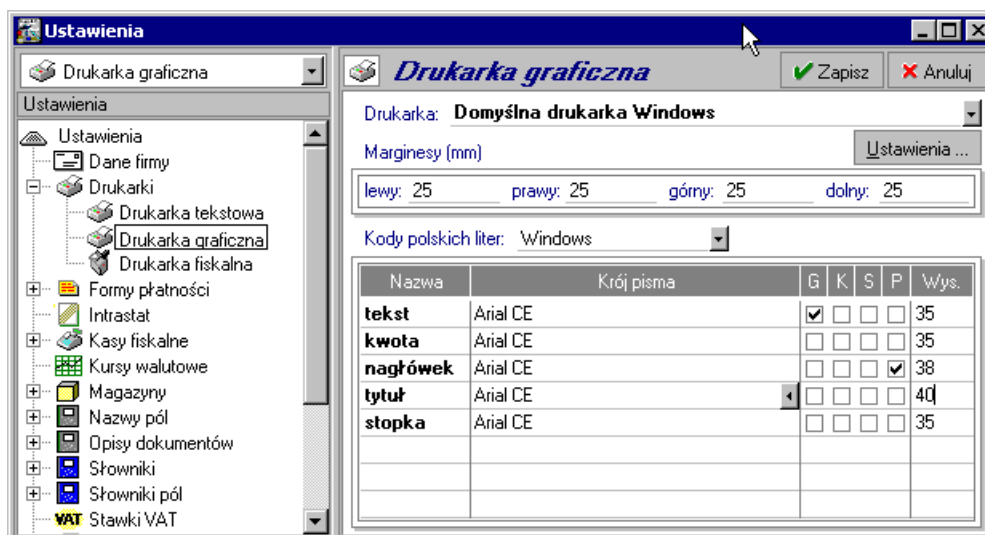 Ustawienia
Drukarka graficzna
Ustawienia
Ustawienia
Dane firmy
Drukarki
Drukarka tekstowa
Drukarka graficzna
Drukarka fiskalna
Formy płatności
Intrastat
Kasy fiskalne
Kursy walutowe
Magazyny
Nazwy pól
Opisy dokumentów
Słowniki
Słowniki pól
VAT Stawki VAT
Drukarka graficzna
Zapisz
Anuluj
Drukarka: Domyślna drukarka Windows
Marginesy (mm)
Ustawienia ...
lewy: 25 prawy: 25 górny: 25 dolny: 25
Kody polskich liter: Windows
Nazwa Krój pisma G K S P Wys.
tekst Arial CE 35
kwota Arial CE 35
nagłówek Arial CE 38
tytuł Arial CE 40
stopka Arial CE 35